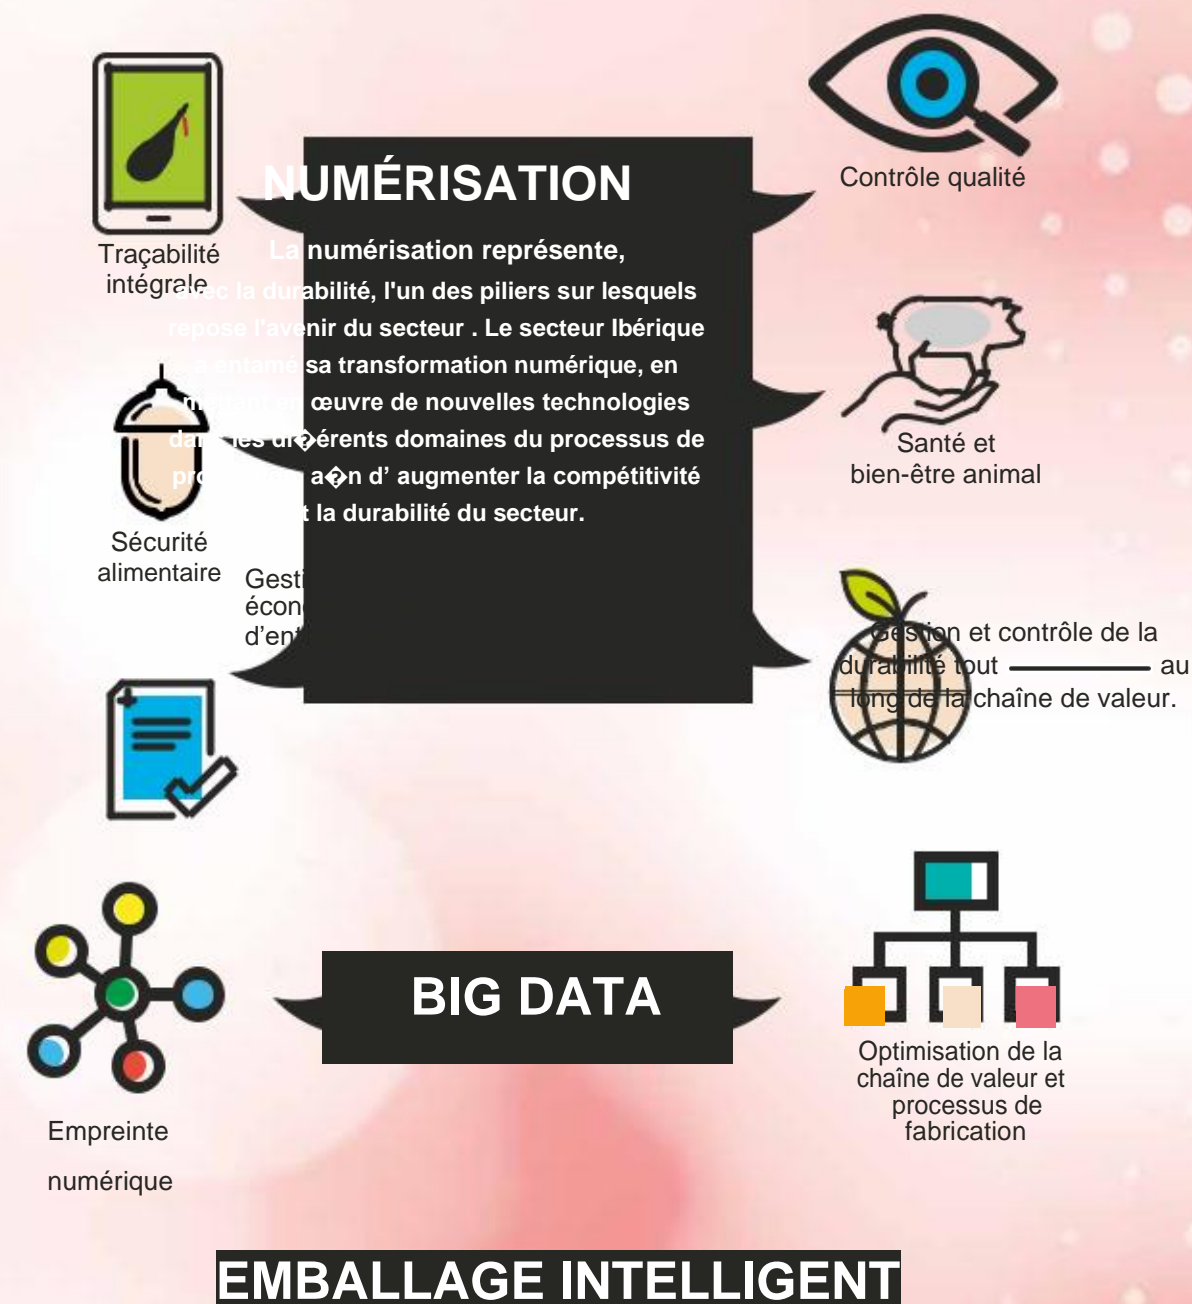 Contrôle qualité
Traçabilité
intégrale
NUMÉRISATION
La numérisation représente,
avec la durabilité, l'un des piliers sur lesquels
repose l'avenir du secteur . Le secteur Ibérique
a entamé sa transformation numérique, en
mettant en œuvre de nouvelles technologies
dans les di�érents domaines du processus de
a�n d’ augmenter la compétitivité
la durabilité du secteur.
Santé et
bien-être animal
Sécurité
alimentaire
Gestion et contrôle de la
durabilité tout au
long de la chaîne de valeur.
BIG DATA
Empreinte
numérique
Optimisation de la
chaîne de valeur et
processus de
fabrication
EMBALLAGE INTELLIGENT